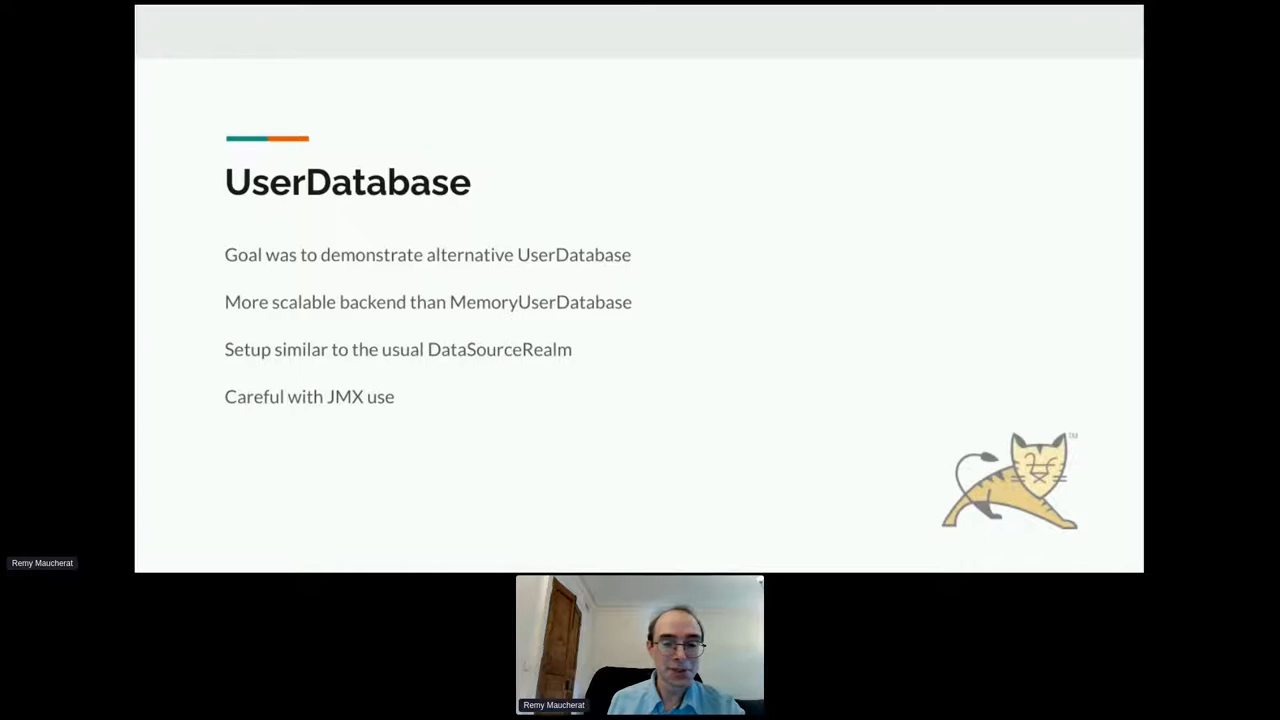 UserDatabase
Goal was to demonstrate alternative UserDatabase
More scalable backend than MemoryUserDatabase
Setup similar to the usual DataSourceRealm
Careful with JMX use
TM
Remy Maucherat
Remy Maucherat